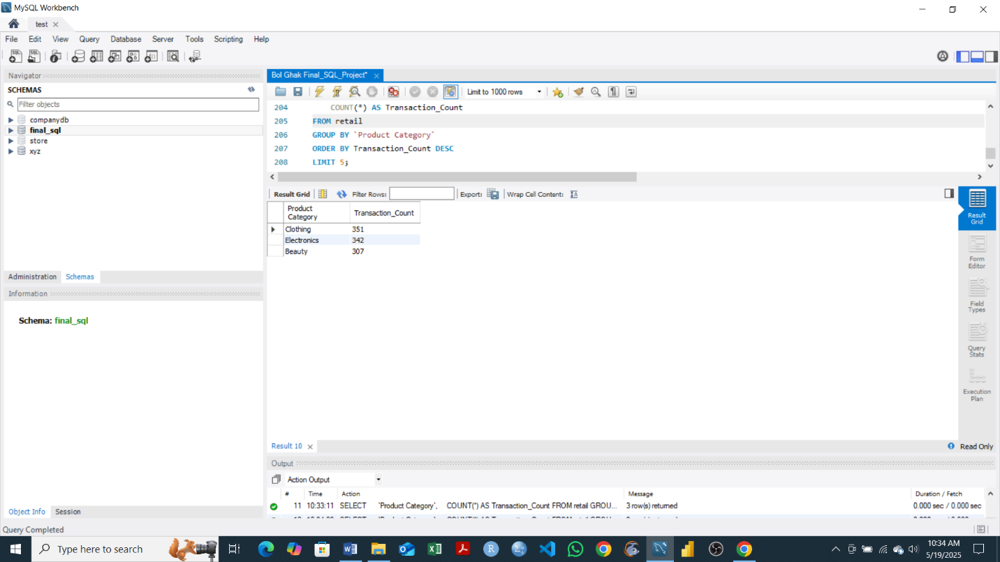 MySQL Workbench
test
File Edit View Query Database Server Tools Scripting Help
Navigator
SCHEMAS
Filter objects
companydb
final_sql
store
xyz
Administration Schemas
Information
Schema: final_sql
Object Info Session
Bol Ghak Final_SQL_Project*
Limit to 1000 rows
204 COUNT(*) AS Transaction_Count
205 FROM retail
206 GROUP BY `Product Category`
207 ORDER BY Transaction_Count DESC
208 LIMIT 5;
Result Grid Filter Rows: Export: Wrap Cell Content:
Product Category Transaction_Count
Clothing 351
Electronics 342
Beauty 307
Result Grid
Form Editor
Field Types
Query Stats
Execution Plan
Result 10 Read Only
Output
Action Output
# Time Action Message Duration / Fetch
11 10:33:11 SELECT `Product Category`, COUNT(*) AS Transaction_Count FROM retail GROU... 3 row(s) returned 0.000 sec / 0.000 sec
Query Completed
Type here to search
10:34 AM
5/19/2025